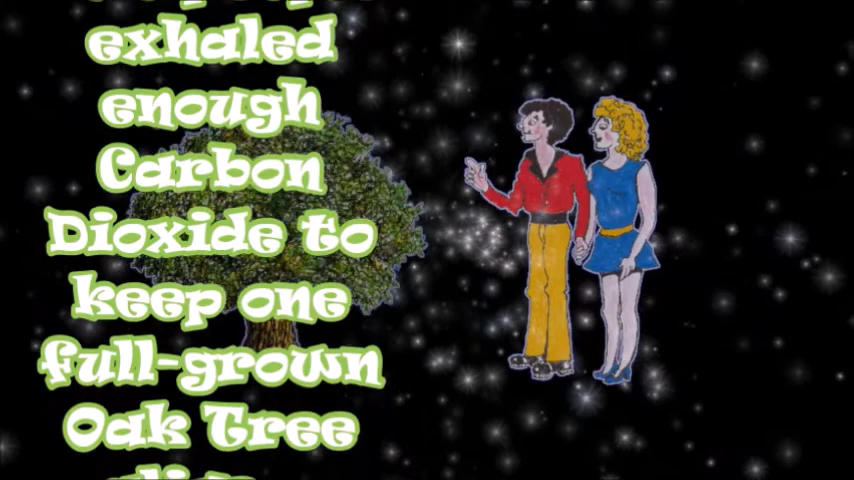 exhaled
enough
Carbon
Dioxide to
keep one
full-grown
Oak Tree